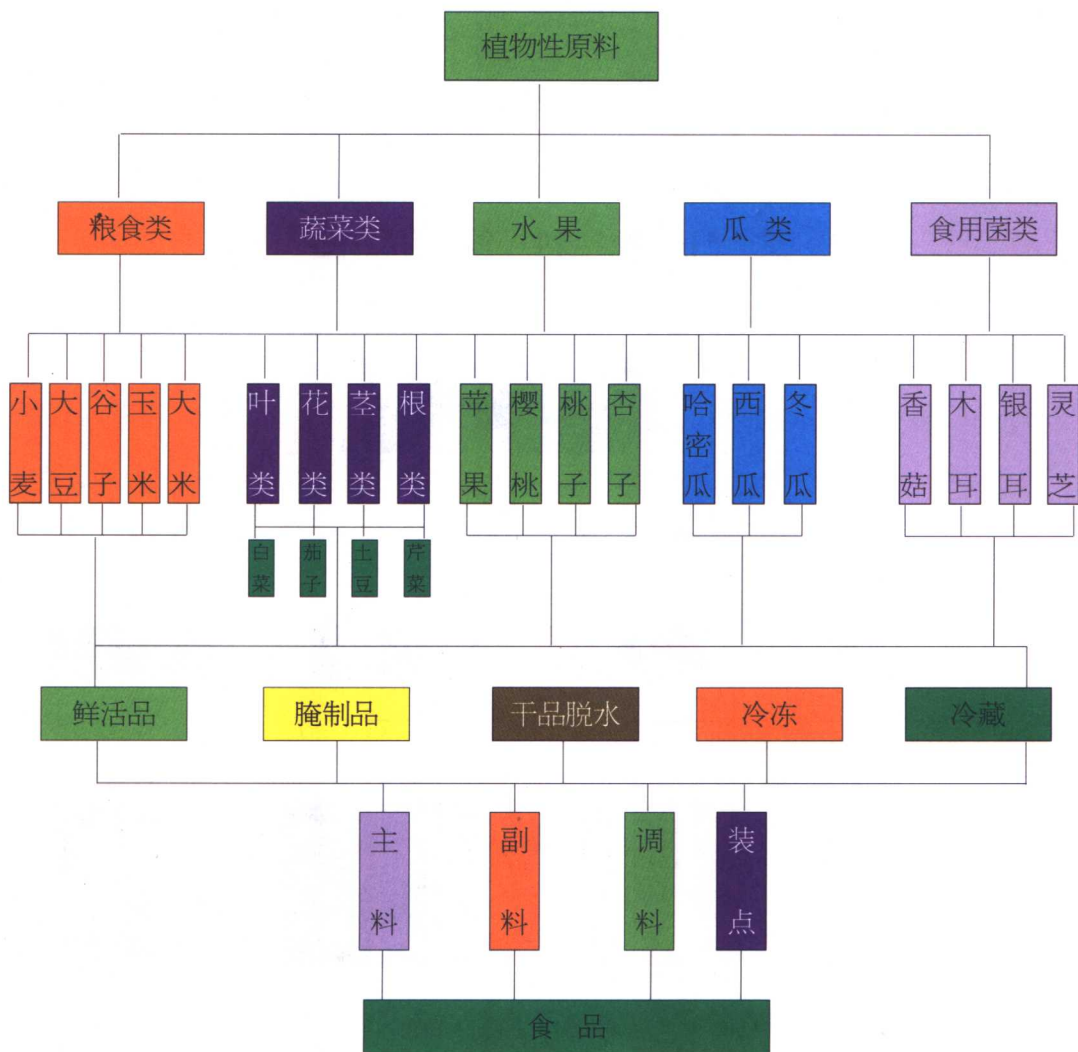 植物性原料
粮食类
蔬菜类
水果
瓜类
食用菌类
小麦
大豆
谷子
玉米
大米
叶类
花类
茎类
根类
苹果
樱桃
桃子
杏子
哈密瓜
西瓜
冬瓜
香菇
木耳
银耳
灵芝
白菜
茄子
土豆
芹菜
鲜活品
腌制品
干品脱水
冷冻
冷藏
主料
副料
调料
装点
食品